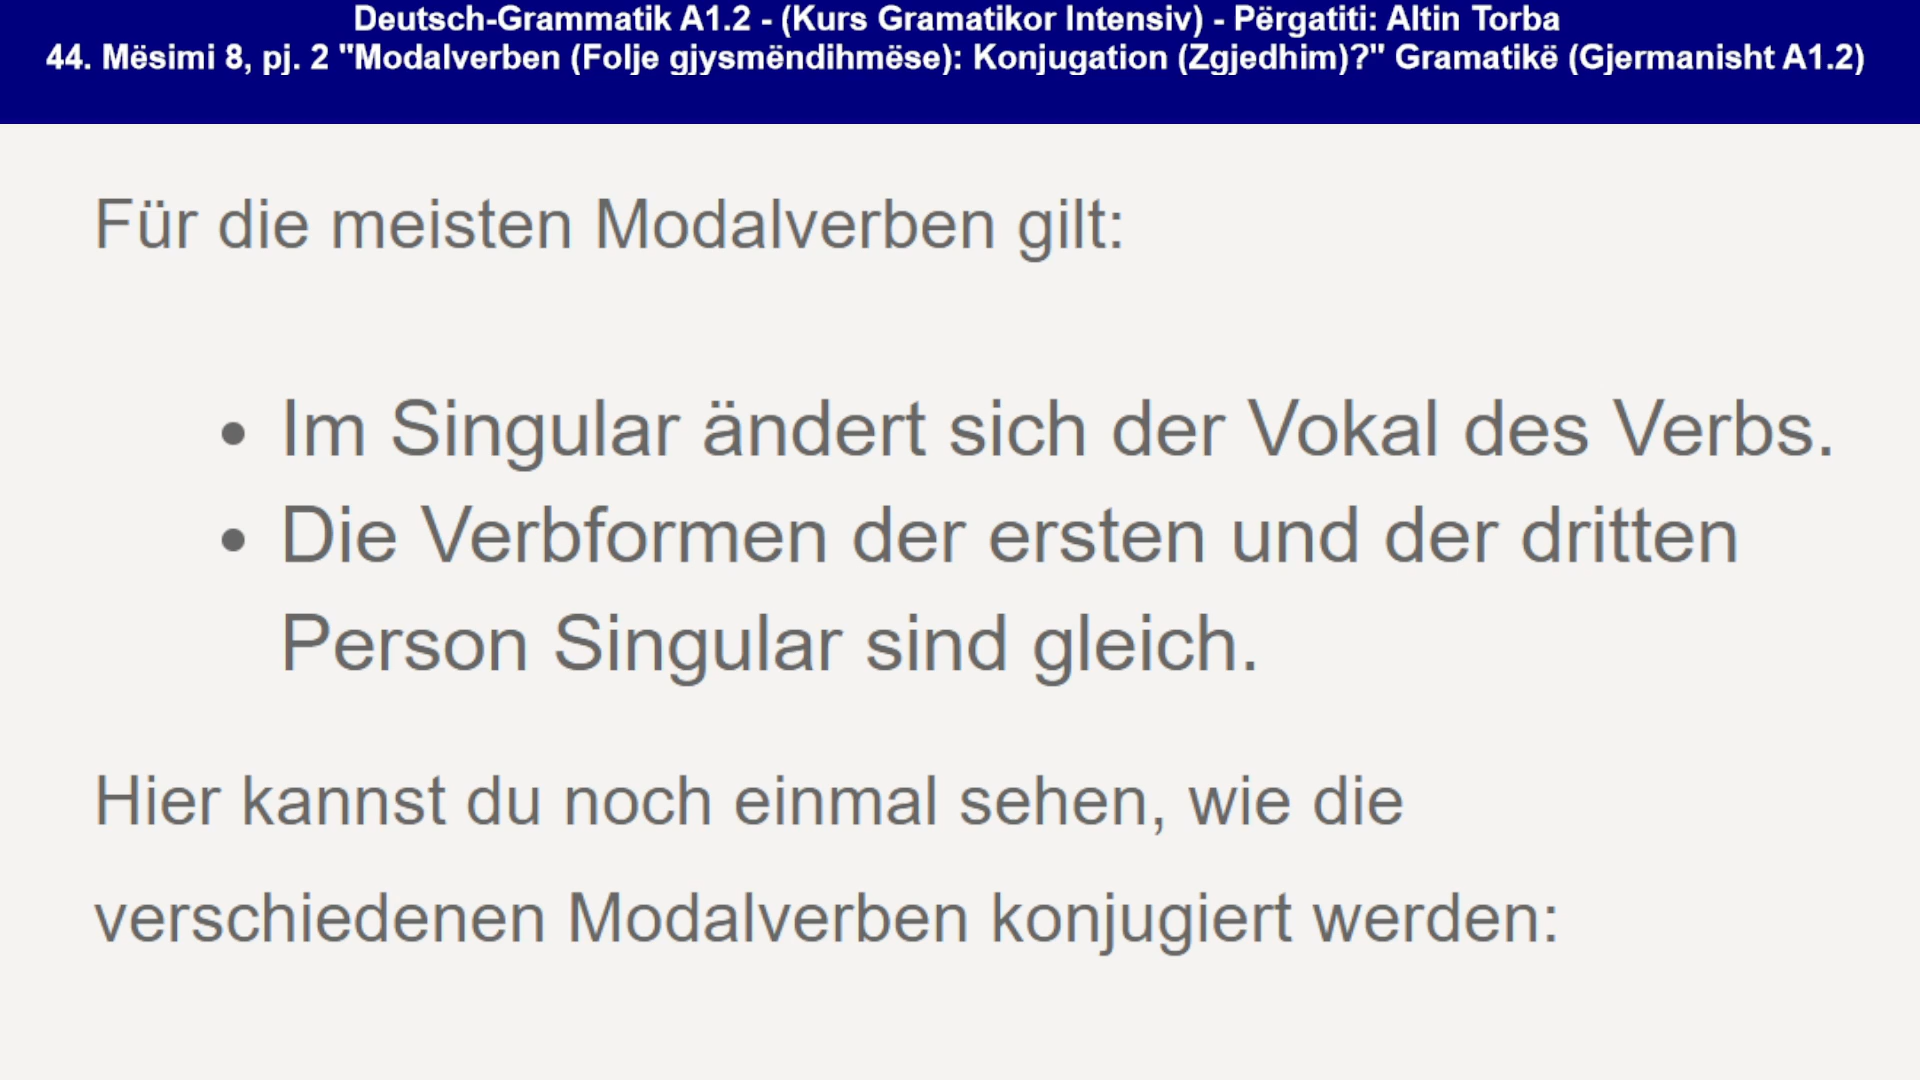 Deutsch-Grammatik A1.2 - (Kurs Gramatikor Intensiv) - Përgatiti: Altin Torba
44. Mësimi 8, pj. 2 "Modalverben (Folje gjysmëndihmëse): Konjugation (Zgjedhim)?" Gramatikë (Gjermanisht A1.2)
Für die meisten Modalverben gilt:
• Im Singular ändert sich der Vokal des Verbs.
• Die Verbformen der ersten und der dritten
Person Singular sind gleich.
Hier kannst du noch einmal sehen, wie die
verschiedenen Modalverben konjugiert werden: